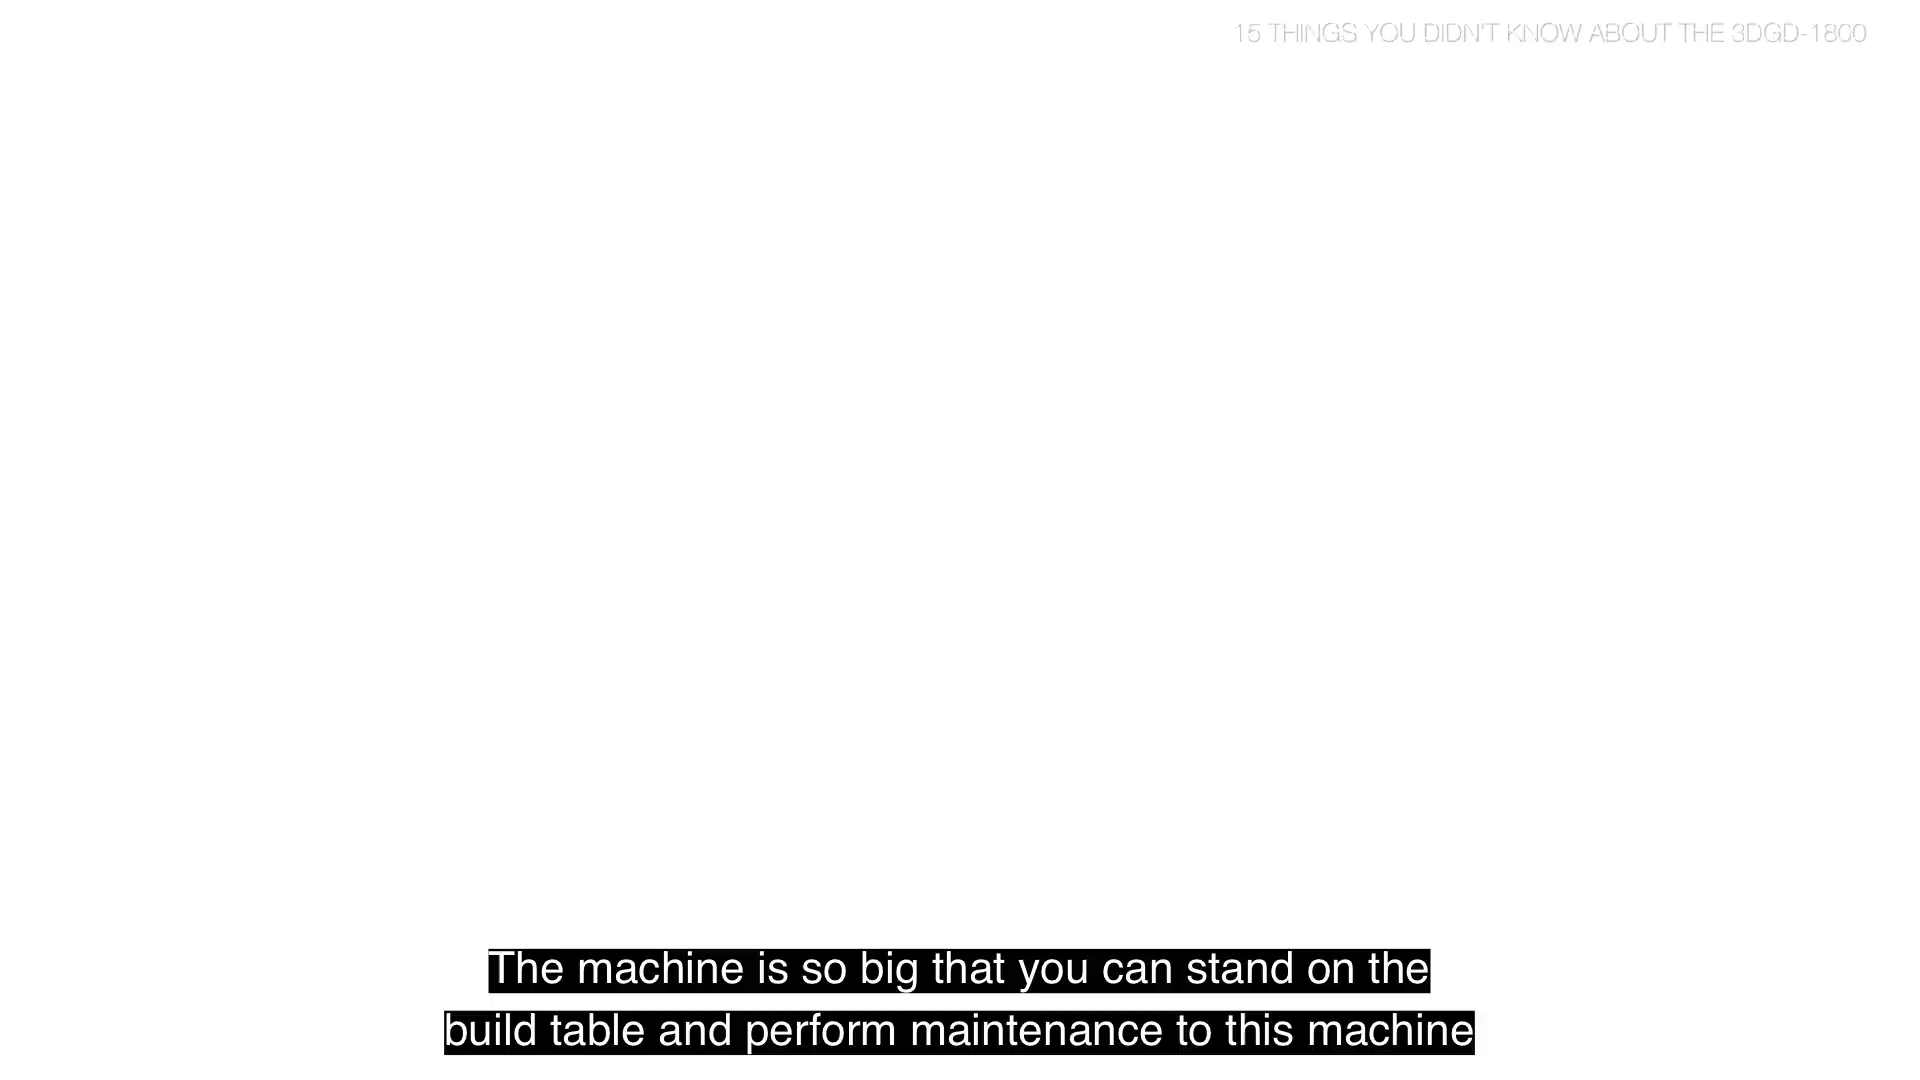 15 THINGS YOU DIDN'T KNOW ABOUT THE 3DGD-1800
The machine is so big that you can stand on the
build table and perform maintenance to this machine